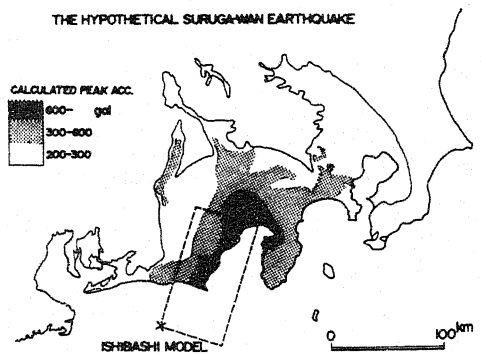 THE HYPOTHETICAL SURUGA-WAN EARTHQUAKE
CALCULATED PEAK ACC.
600- gal
300-600
200-300
ISHIBASHI MODEL
0 100km